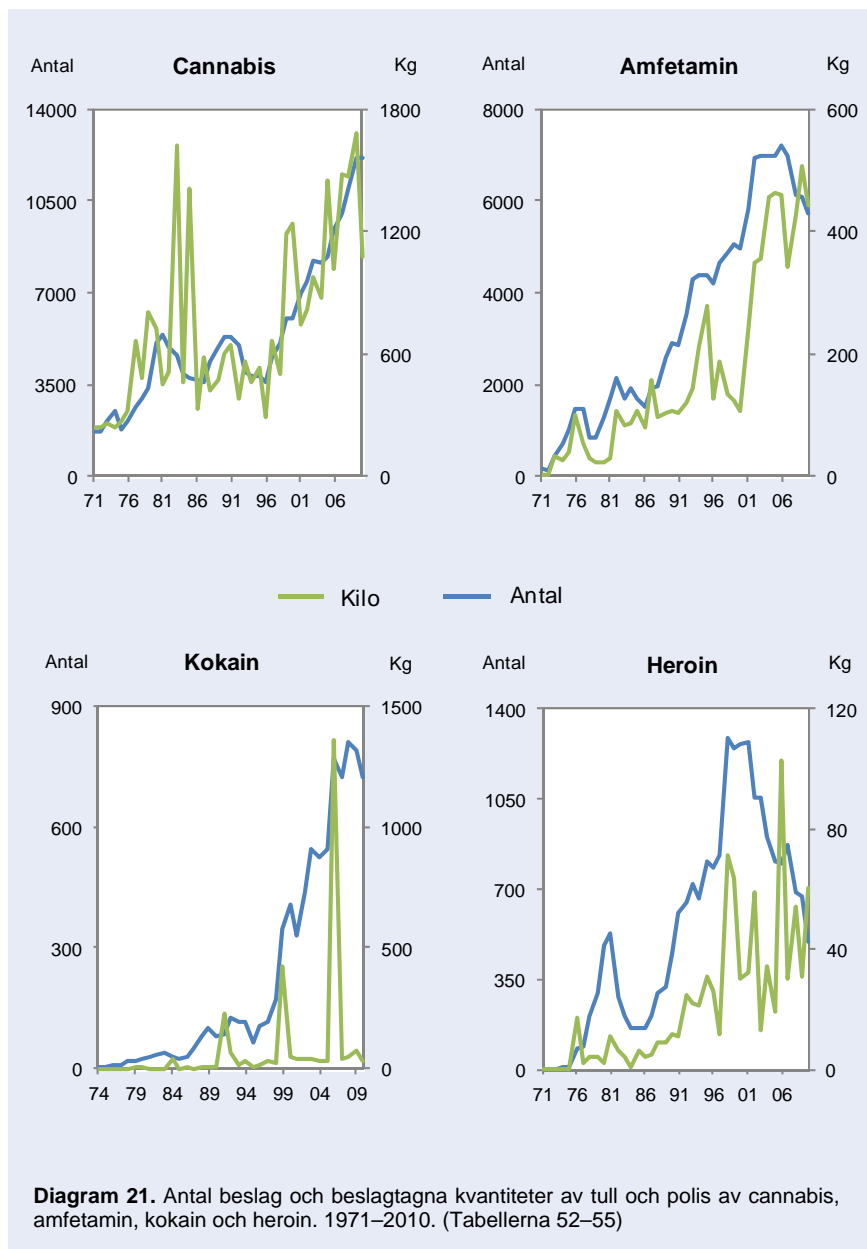 Antal Cannabis Kg Antal Amfetamin Kg
14000 1800 8000 600
10500 6000
1200 400
7000 4000
600 200
3500 2000
0 0 0 0
71 76 81 86 91 96 01 06 71 76 81 86 91 96 01 06
Kilo Antal
Antal Kokain Kg Antal Heroin Kg
900 1500 1400 120
1050
600 1000 80
700
300 500 40
350
0 0 0 0
74 79 84 89 94 99 04 09 71 76 81 86 91 96 01 06
Diagram 21. Antal beslag och beslagtagna kvantiteter av tull och polis av cannabis,
amfetamin, kokain och heroin. 1971–2010. (Tabellerna 52–55)